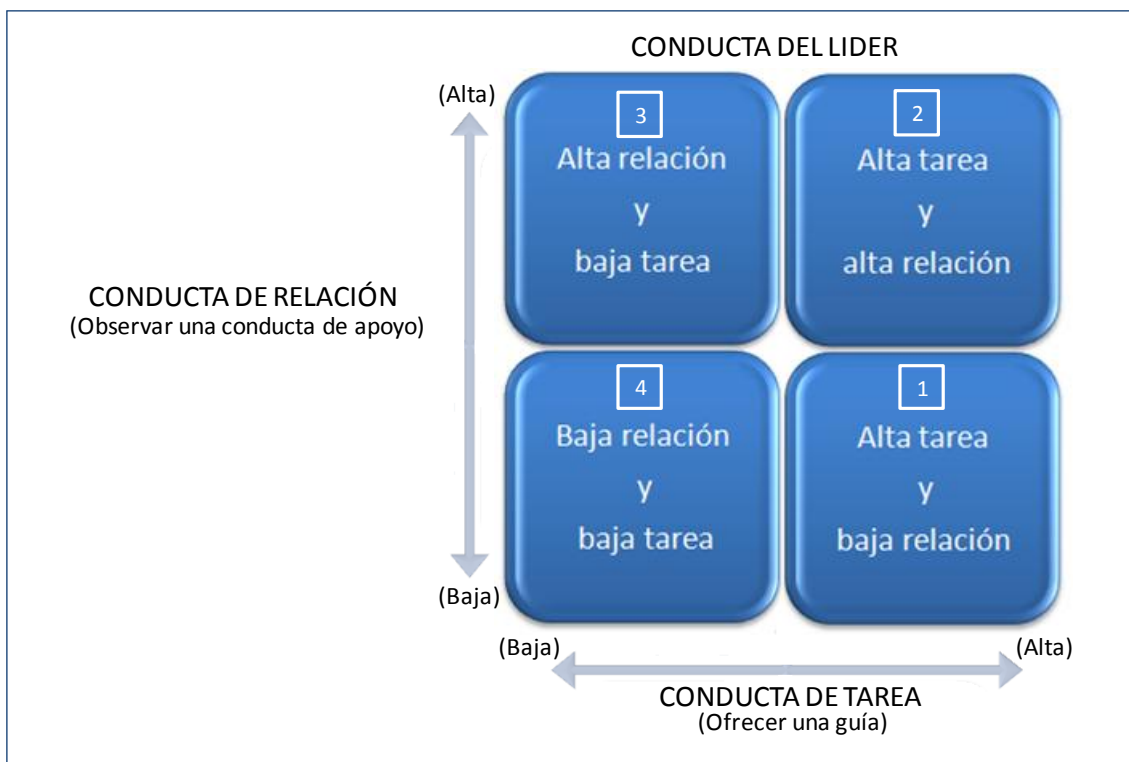 CONDUCTA DEL LIDER
(Alta)
3
Alta relación
y
baja tarea
2
Alta tarea
y
alta relación
CONDUCTA DE RELACIÓN
(Observar una conducta de apoyo)
4
Baja relación
y
baja tarea
1
Alta tarea
y
baja relación
(Baja)
(Baja)
(Alta)
CONDUCTA DE TAREA
(Ofrecer una guía)